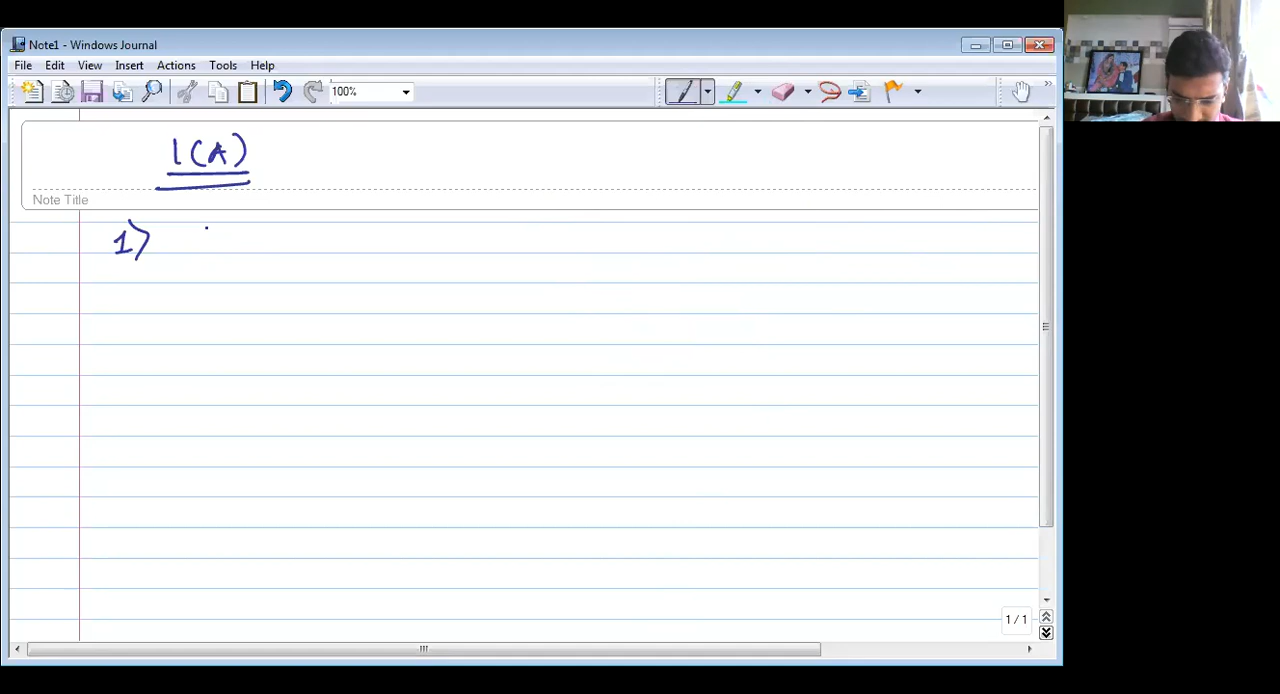 Note1 - Windows Journal
File Edit View Insert Actions Tools Help
100%
1(A)
Note Title
1)
1 / 1